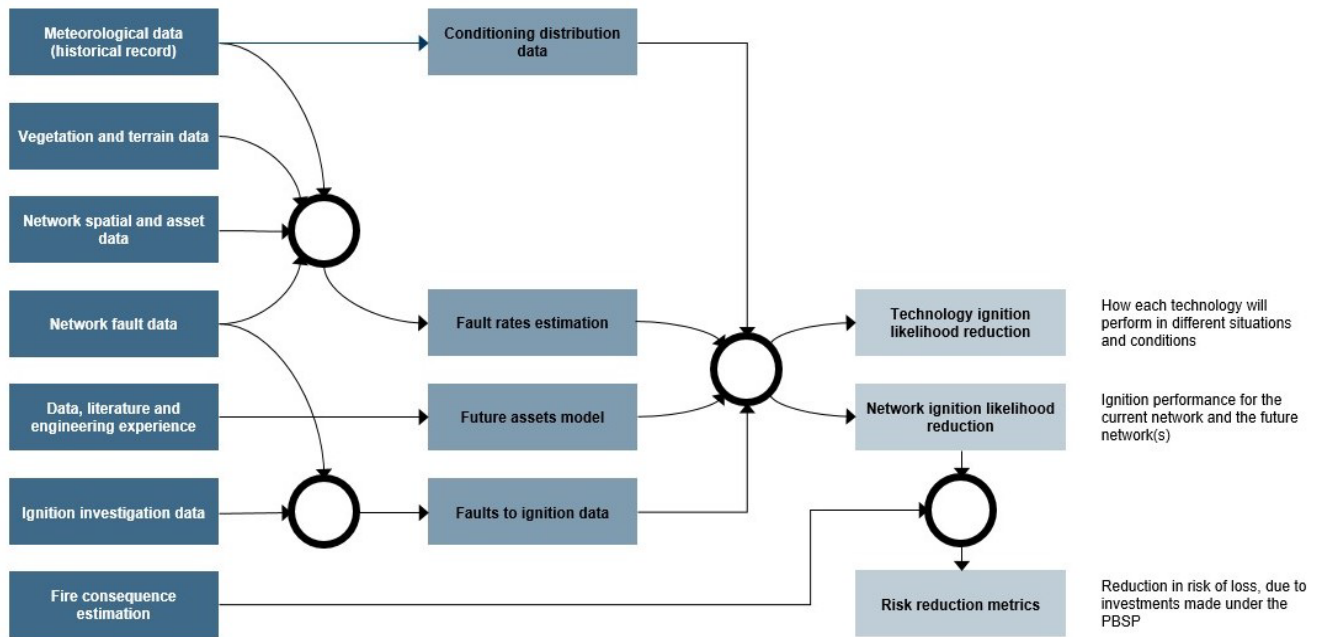 Meteorological data
(historical record)
Conditioning distribution
data
Vegetation and terrain data
Network spatial and asset
data
Network fault data
Fault rates estimation
Technology ignition
likelihood reduction
How each technology will
perform in different situations
and conditions
Data, literature and
engineering experience
Future assets model
Network ignition likelihood
reduction
Ignition performance for the
current network and the future
network(s)
Ignition investigation data
Faults to ignition data
Fire consequence
estimation
Risk reduction metrics
Reduction in risk of loss, due to
investments made under the
PBSP